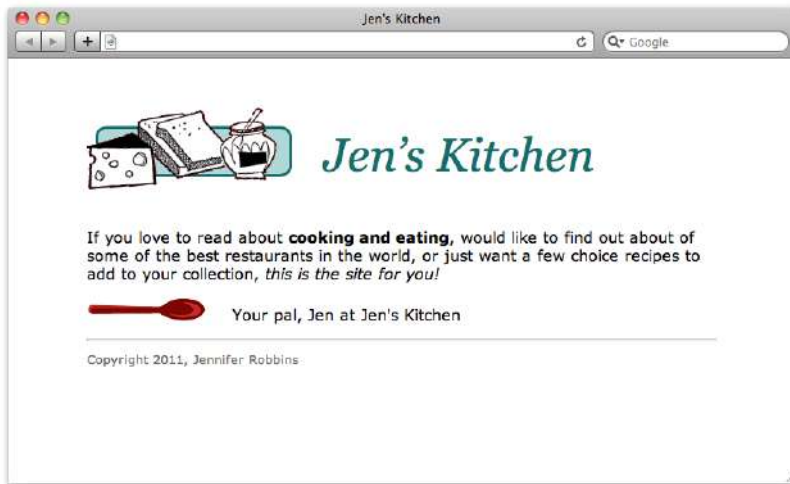 Jen's Kitchen
Google
Jen's Kitchen
If you love to read about cooking and eating, would like to find out about of
some of the best restaurants in the world, or just want a few choice recipes to
add to your collection, this is the site for you!
Your pal, Jen at Jen's Kitchen
Copyright 2011, Jennifer Robbins